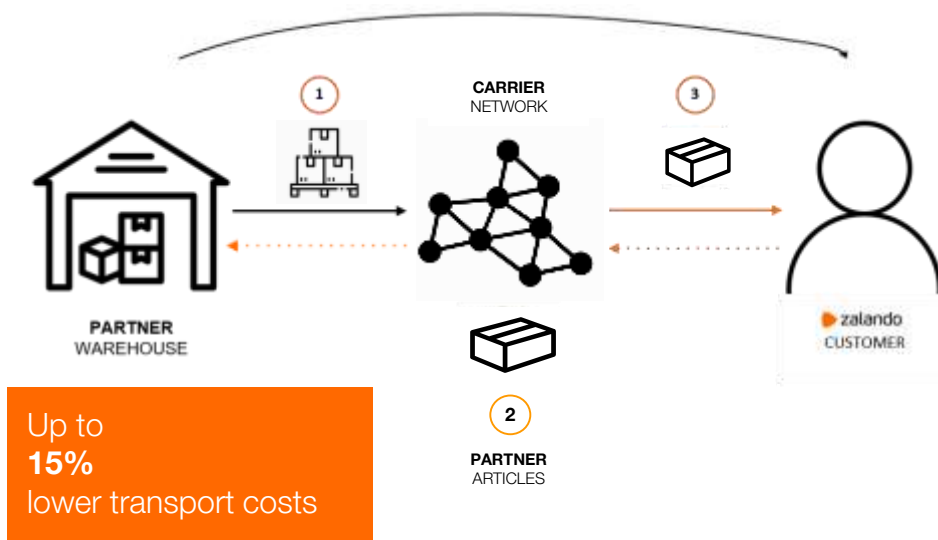 1
CARRIER
NETWORK
3
PARTNER
WAREHOUSE
zalando
CUSTOMER
2
PARTNER
ARTICLES
Up to
15%
lower transport costs